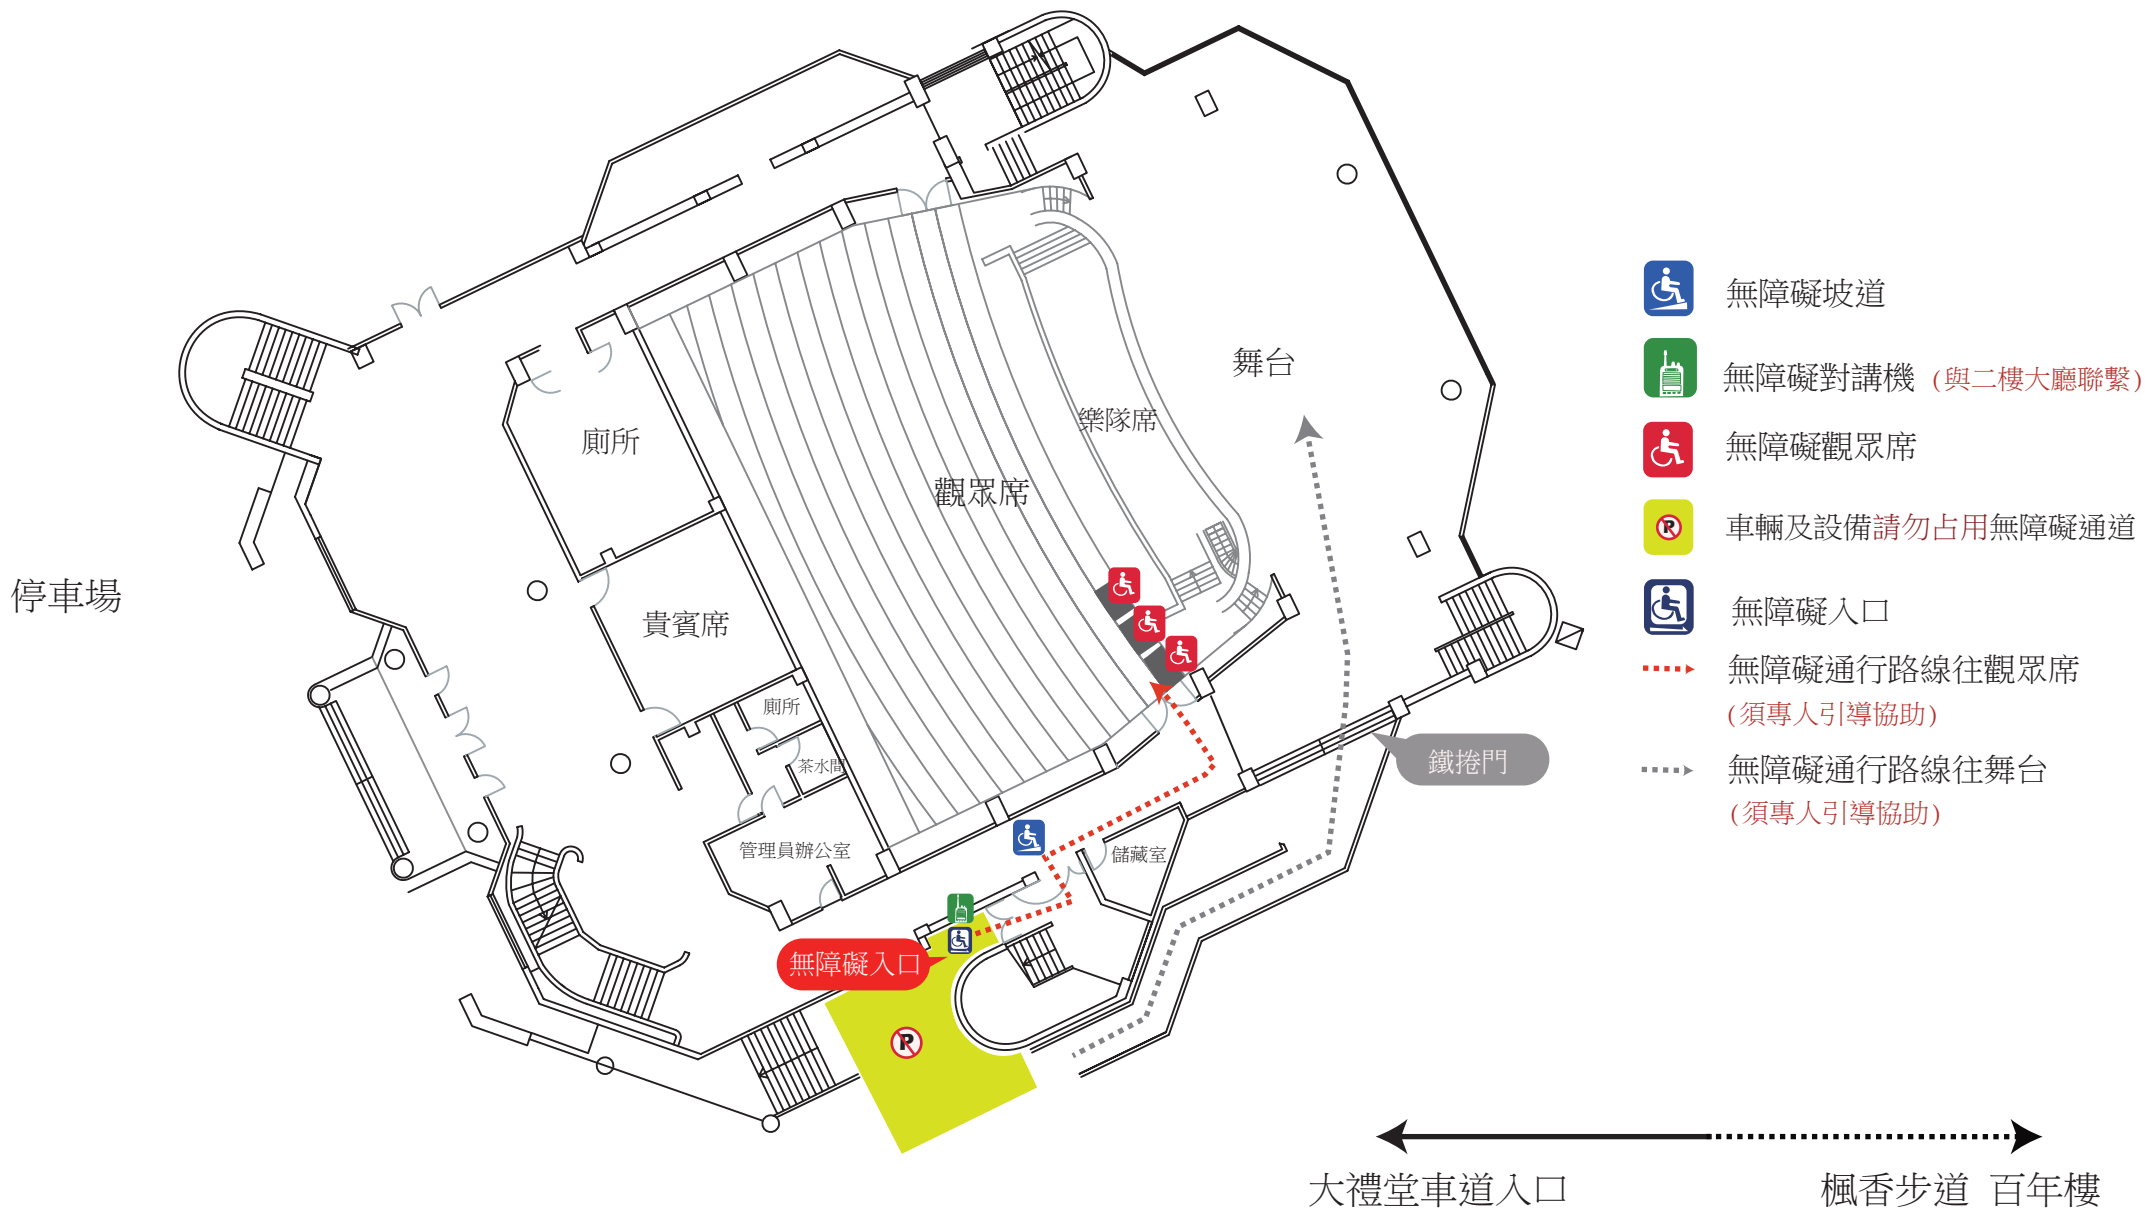 舞台
樂隊席
廁所
觀眾席
停車場
貴賓席
廁所
茶水間
管理員辦公室
儲藏室
鐵捲門
無障礙入口
P
無障礙坡道
無障礙對講機 (與二樓大廳聯繫)
無障礙觀眾席
P
車輛及設備請勿占用無障礙通道
無障礙入口
無障礙通行路線往觀眾席
(須專人引導協助)
無障礙通行路線往舞台
(須專人引導協助)
大禮堂車道入口
楓香步道 百年樓